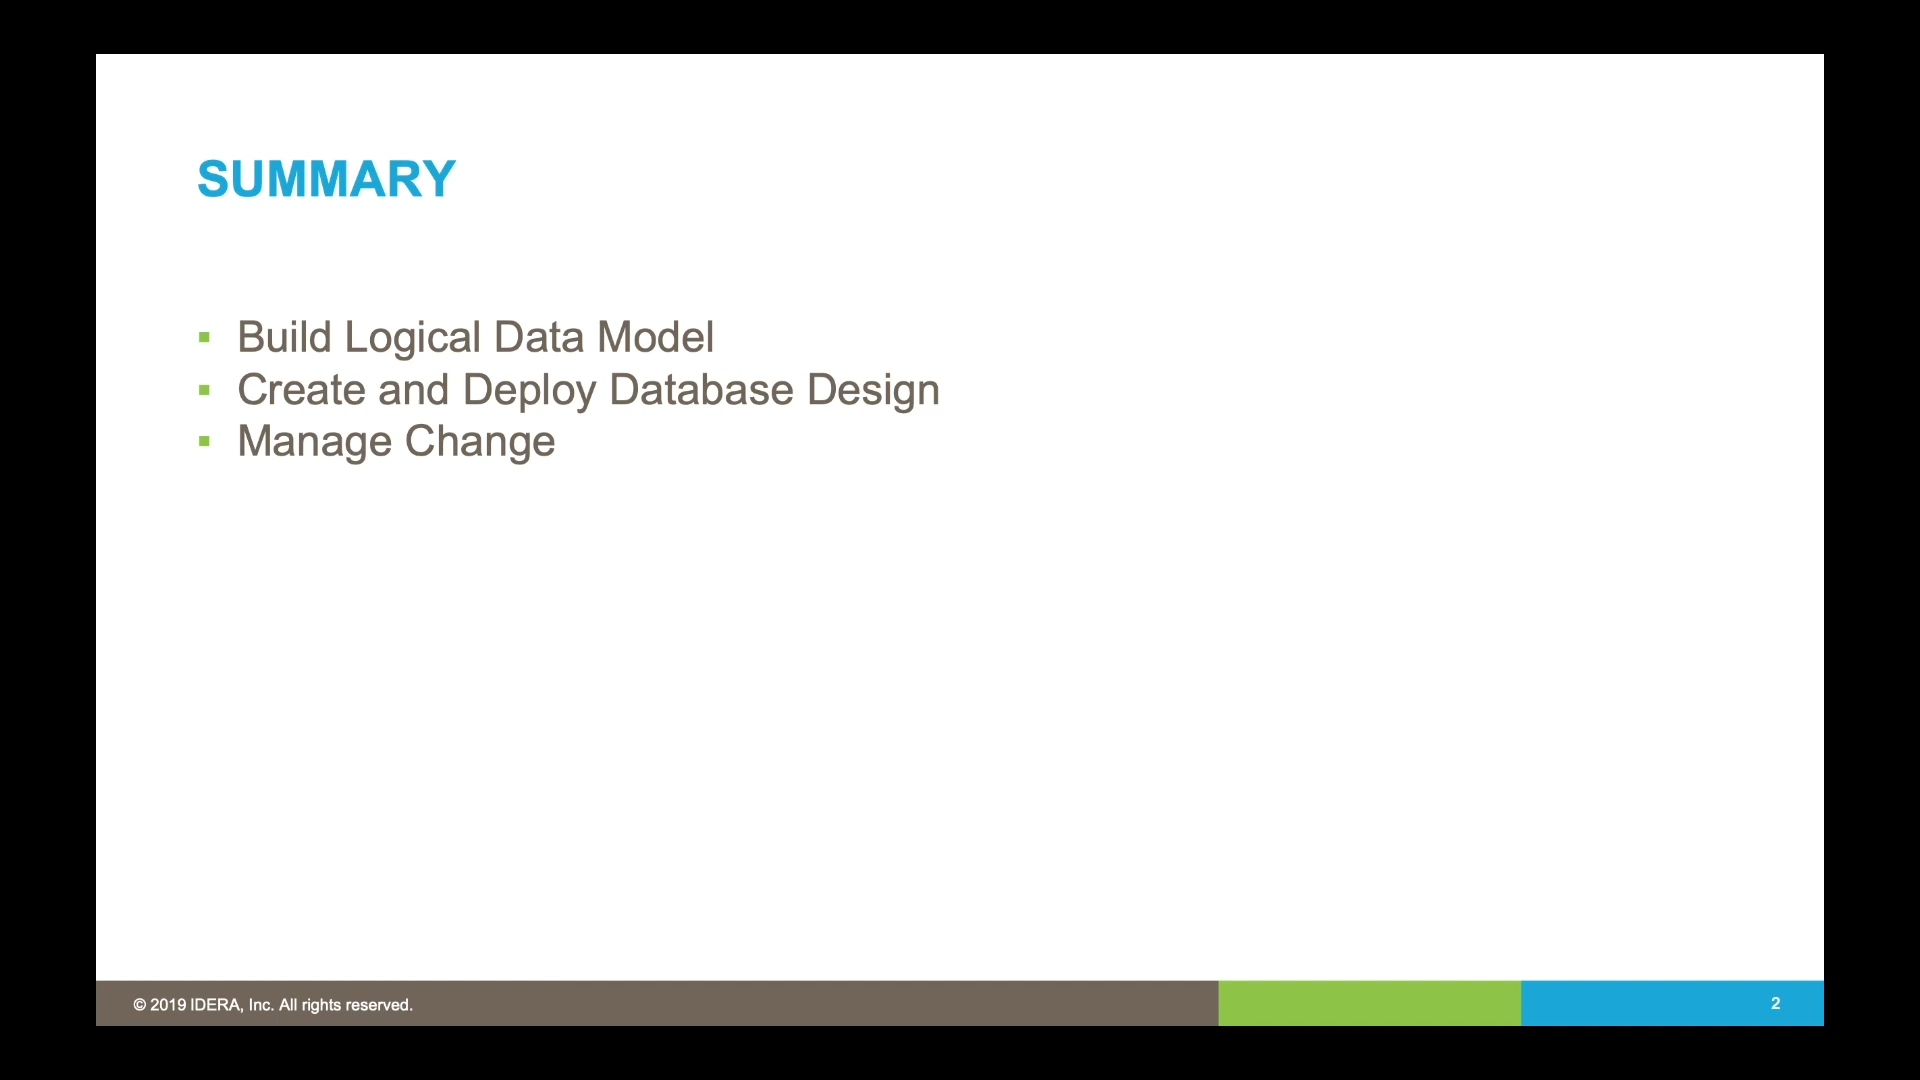 SUMMARY
▪ Build Logical Data Model
▪ Create and Deploy Database Design
▪ Manage Change
© 2019 IDERA, Inc. All rights reserved.
2